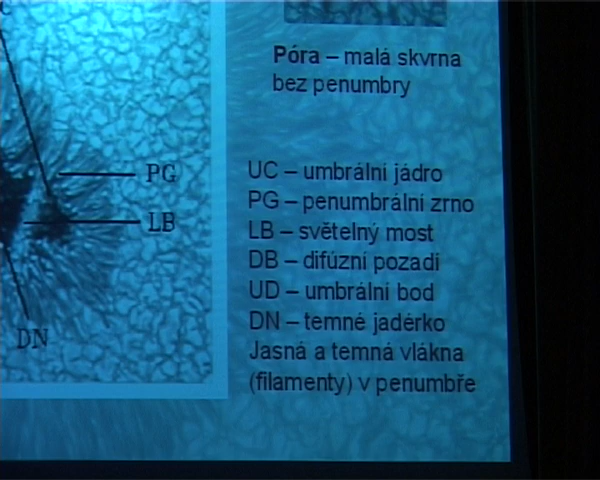 Póra – malá skvrna
bez penumbry
PG
LB
DN
UC – umbrální jádro
PG – penumbrální zrno
LB – světelný most
DB – difúzní pozadí
UD – umbrální bod
DN – temné jadérko
Jasná a temná vlákna
(filamenty) v penumbře